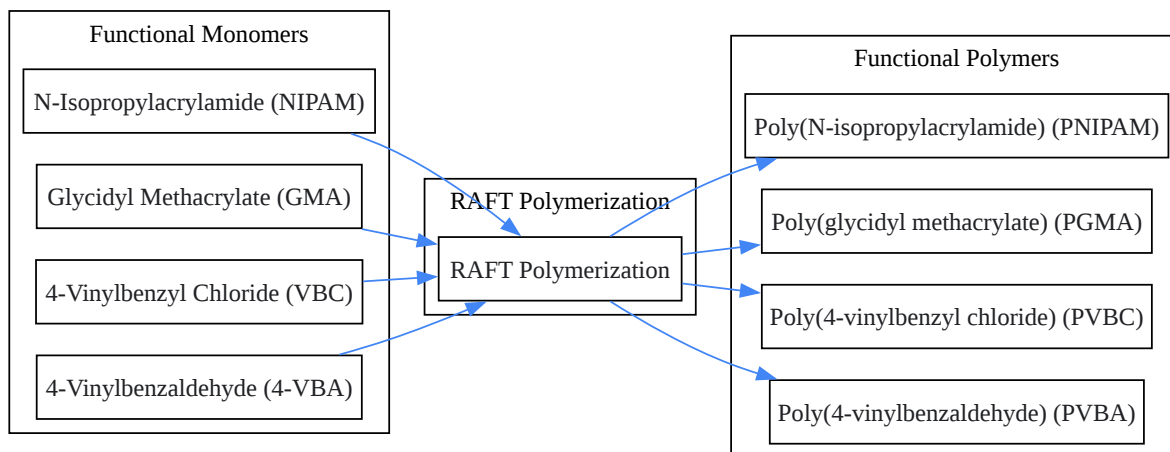 Functional Monomers
N-Isopropylacrylamide (NIPAM)
Glycidyl Methacrylate (GMA)
4-Vinylbenzyl Chloride (VBC)
4-Vinylbenzaldehyde (4-VBA)
RAFT Polymerization
RAFT Polymerization
Functional Polymers
Poly(N-isopropylacrylamide) (PNIPAM)
Poly(glycidyl methacrylate) (PGMA)
Poly(4-vinylbenzyl chloride) (PVBC)
Poly(4-vinylbenzaldehyde) (PVBA)